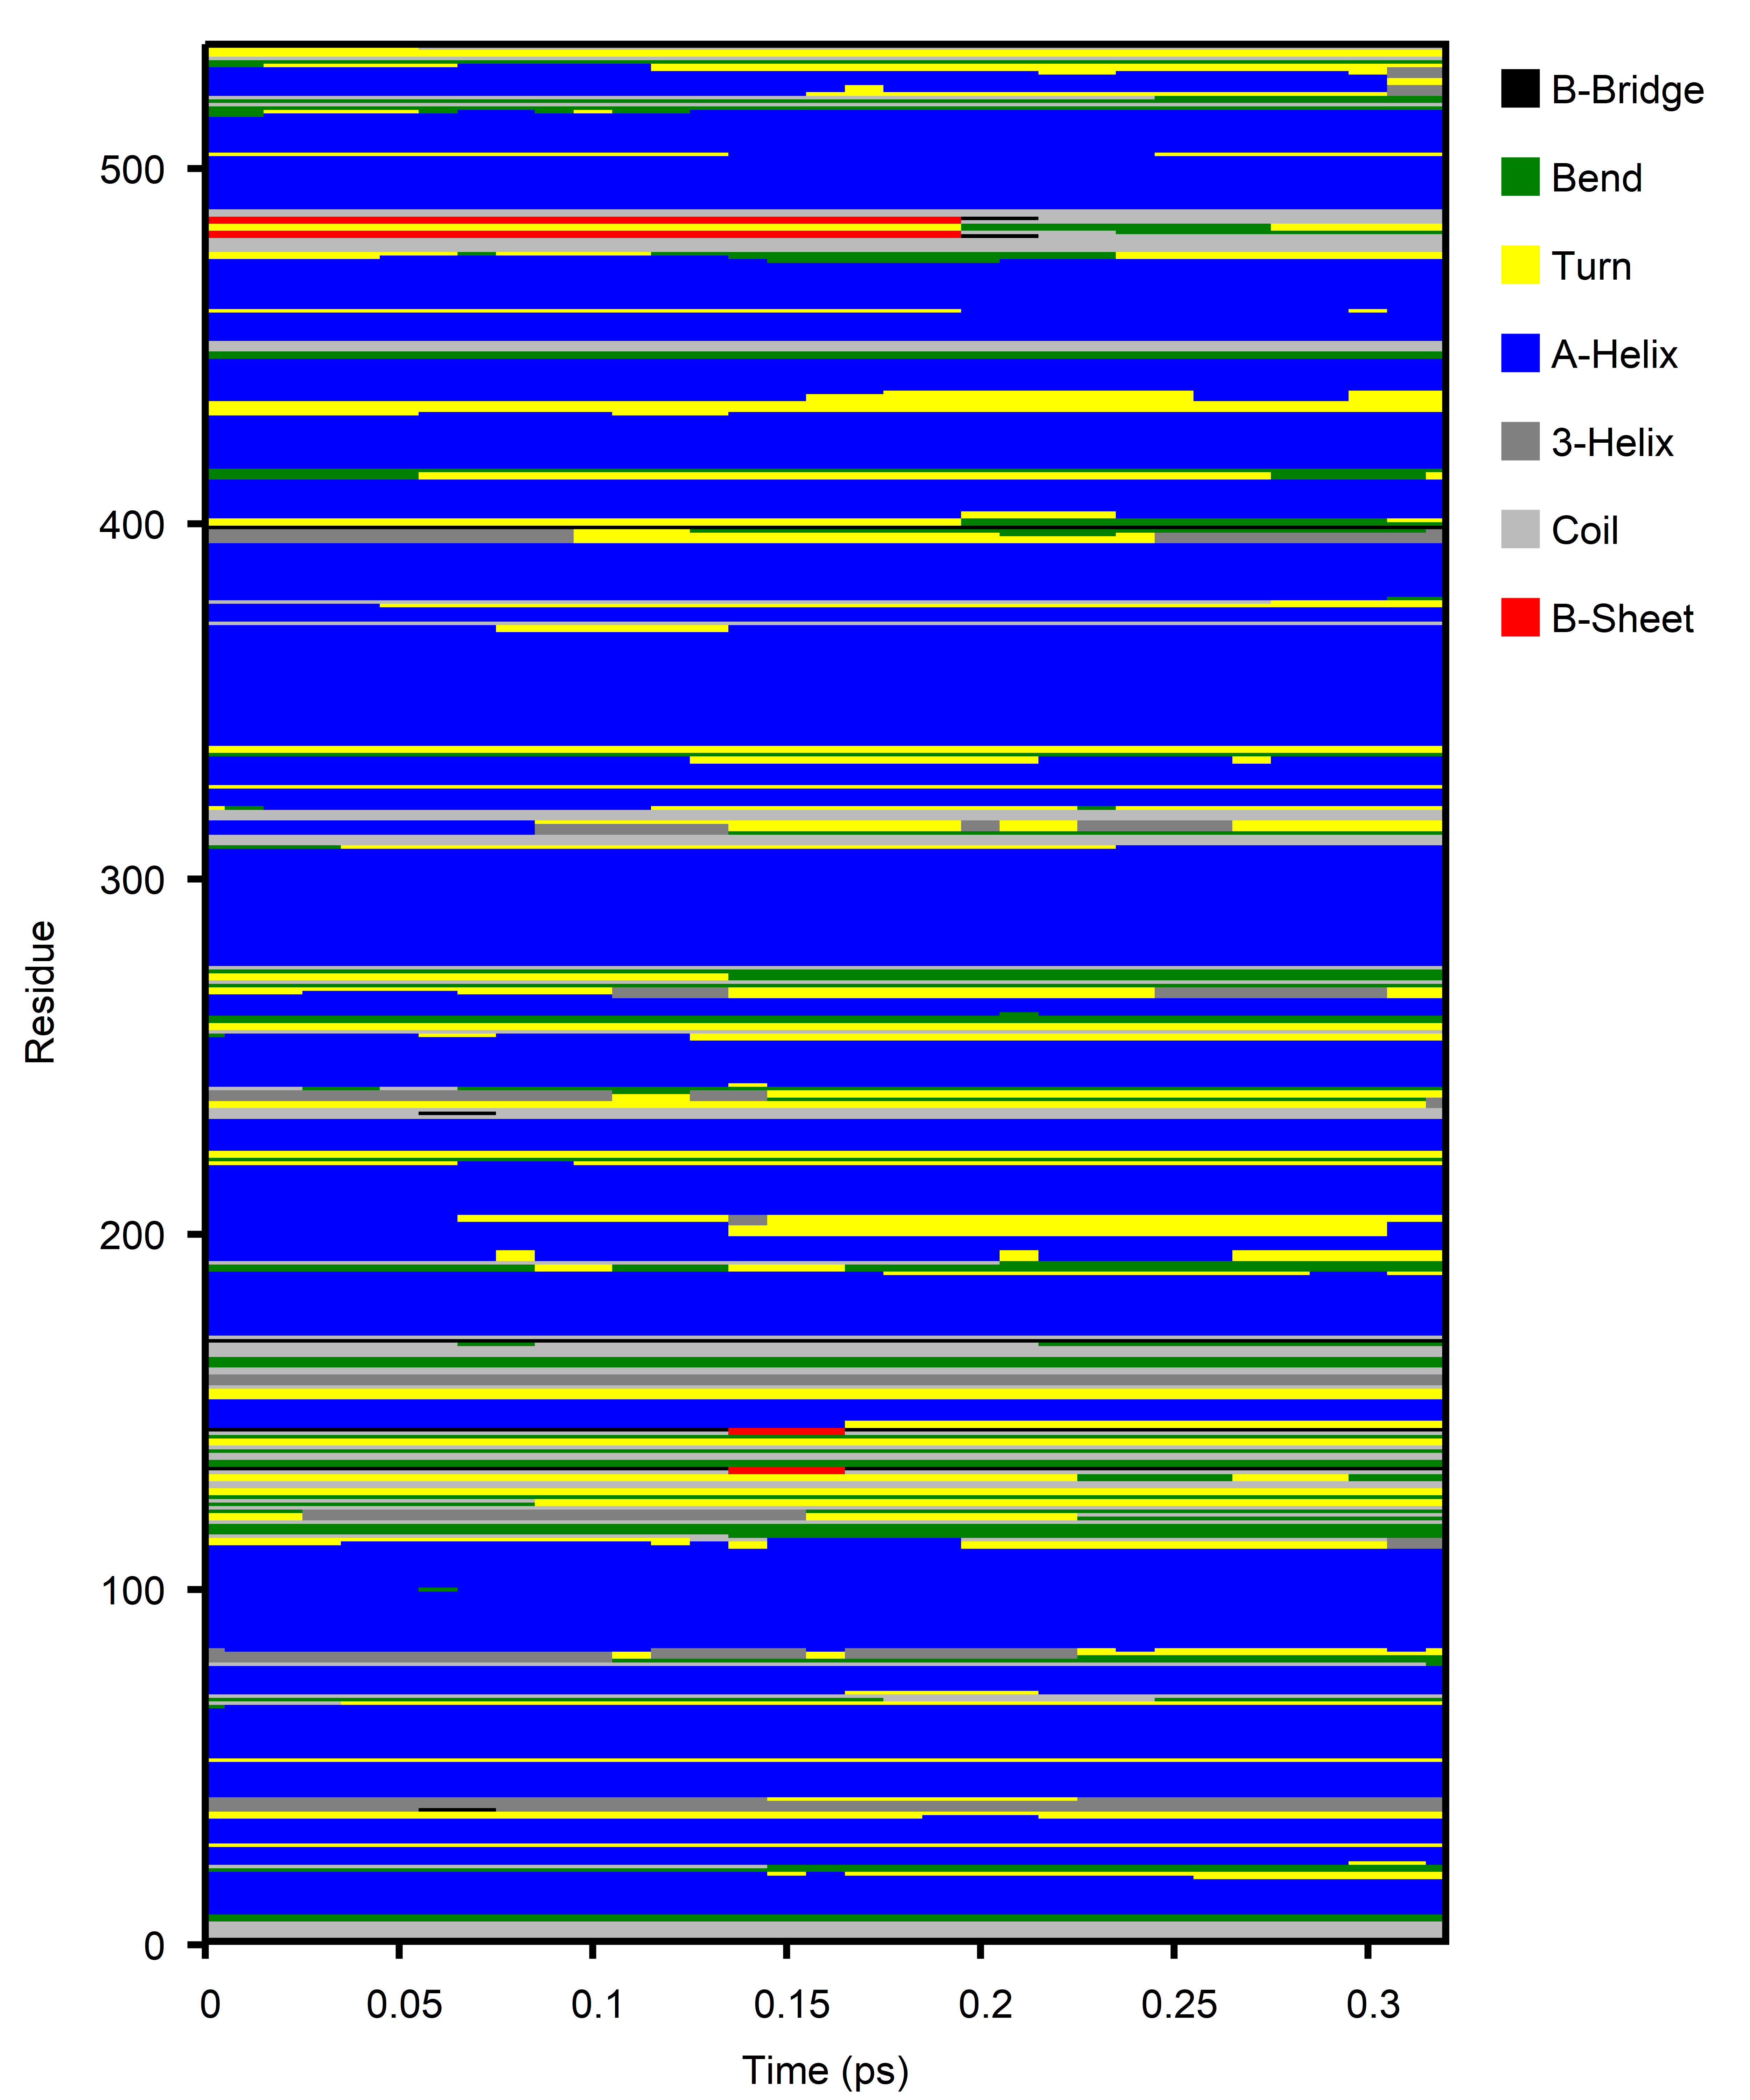 B-Bridge
Bend
Turn
A-Helix
3-Helix
Coil
B-Sheet
500
400
300
200
100
0
Residue
0 0.05 0.1 0.15 0.2 0.25 0.3
Time (ps)